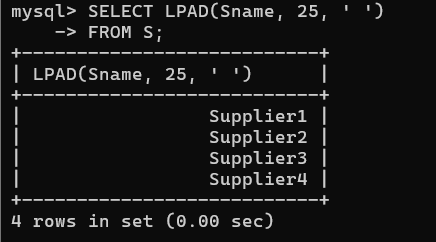 mysql> SELECT LPAD(Sname, 25, ' ')
    -> FROM S;
+---------------------------+
| LPAD(Sname, 25, ' ')      |
+---------------------------+
|                 Supplier1 |
|                 Supplier2 |
|                 Supplier3 |
|                 Supplier4 |
+---------------------------+
4 rows in set (0.00 sec)